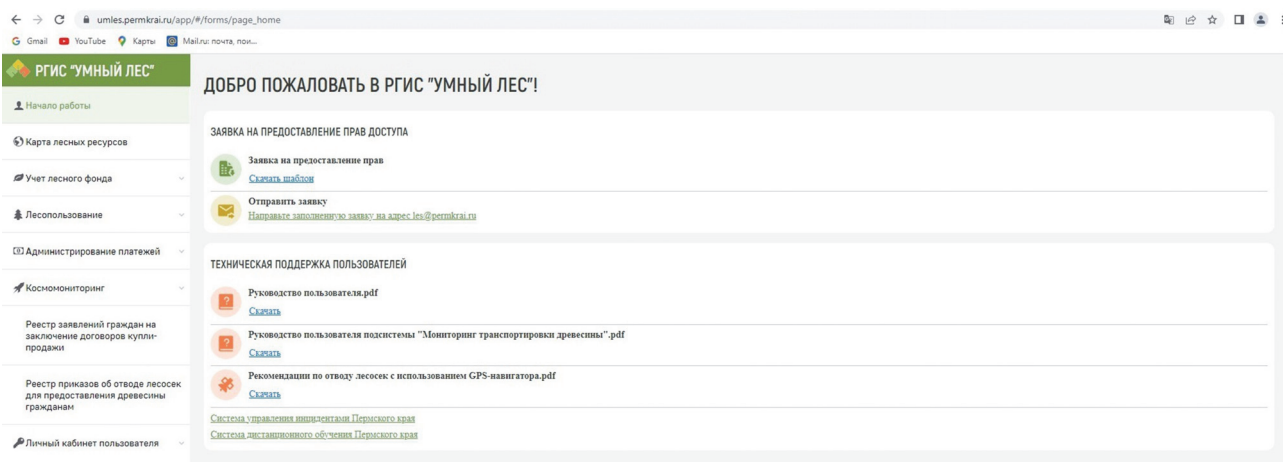 umles.permkrai.ru/app/#/forms/page_home
Gmail YouTube Карты Mail.ru: почта, пои...
РГИС "УМНЫЙ ЛЕС"
Начало работы
Карта лесных ресурсов
Учет лесного фонда
Лесопользование
Администрирование платежей
Космомониторинг
Реестр заявлений граждан на
заключение договоров купли-
продажи
Реестр приказов об отводе лесосек
для предоставления древесины
гражданам
Личный кабинет пользователя
ДОБРО ПОЖАЛОВАТЬ В РГИС "УМНЫЙ ЛЕС"!
ЗАЯВКА НА ПРЕДОСТАВЛЕНИЕ ПРАВ ДОСТУПА
Заявка на предоставление прав
Скачать шаблон
Отправить заявку
Направьте заполненную заявку на адрес les@permkrai.ru
ТЕХНИЧЕСКАЯ ПОДДЕРЖКА ПОЛЬЗОВАТЕЛЕЙ
Руководство пользователя.pdf
Скачать
Руководство пользователя подсистемы "Мониторинг транспортировки древесины".pdf
Скачать
Рекомендации по отводу лесосек с использованием GPS-навигатора.pdf
Скачать
Система управления инцидентами Пермского края
Система дистанционного обучения Пермского края